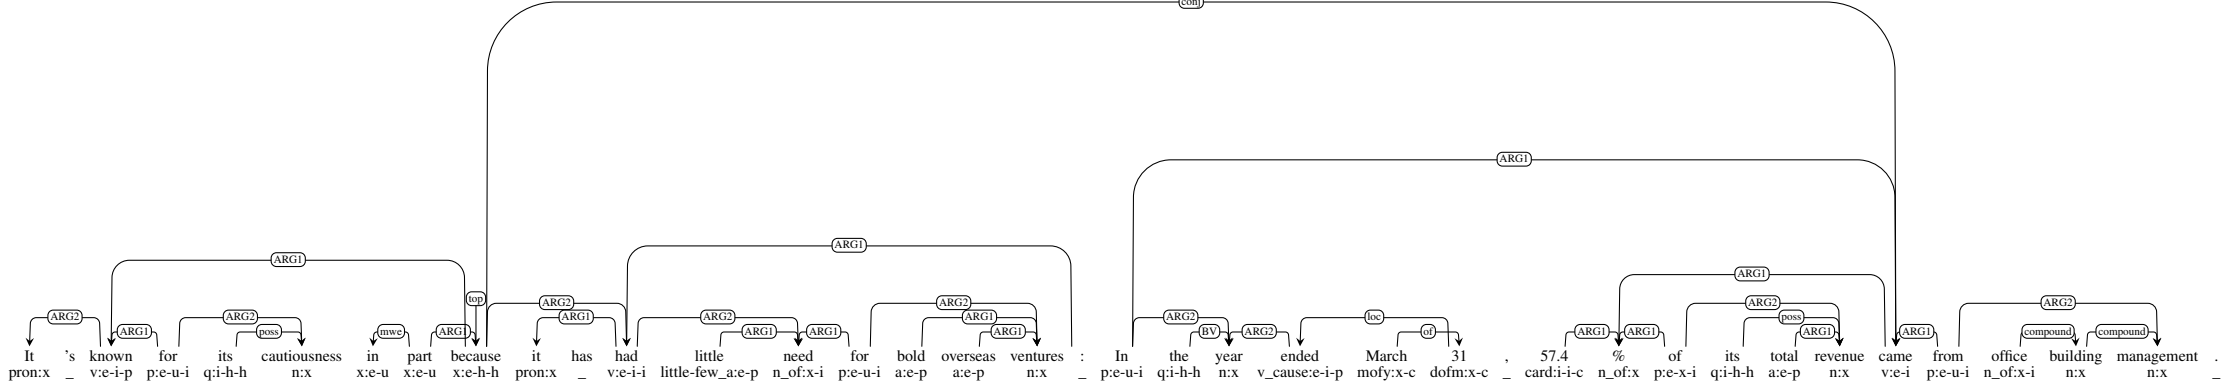 conj
ARG1
ARG1
ARG1
top
ARG1
ARG2 ARG2 ARG2 ARG2 ARG2
ARG2 ARG2 ARG1 ARG2 ARG1 ARG2 loc poss
ARG1 poss mwe ARG1 ARG1 ARG1 ARG1 BV ARG2 of ARG1 ARG1 ARG1 ARG1 compound compound
It 's known for its cautiousness in part because it has had little need for bold overseas ventures : In the year ended March 31 , 57.4 % of its total revenue came from office building management .
pron:x _ v:e-i-p p:e-u-i q:i-h-h n:x x:e-u x:e-u x:e-h-h pron:x _ v:e-i-i little-few_a:e-p n_of:x-i p:e-u-i a:e-p a:e-p n:x _ p:e-u-i q:i-h-h n:x v_cause:e-i-p mofy:x-c dofm:x-c _ card:i-i-c n_of:x p:e-x-i q:i-h-h a:e-p n:x v:e-i p:e-u-i n_of:x-i n:x n:x _